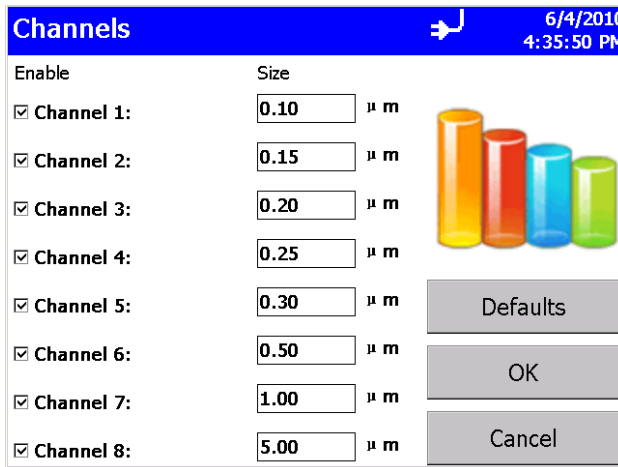 Channels
6/4/2010
4:35:50 PM
Enable Size
Channel 1: 0.10 µ m
Channel 2: 0.15 µ m
Channel 3: 0.20 µ m
Channel 4: 0.25 µ m
Channel 5: 0.30 µ m
Channel 6: 0.50 µ m
Channel 7: 1.00 µ m
Channel 8: 5.00 µ m
Defaults
OK
Cancel